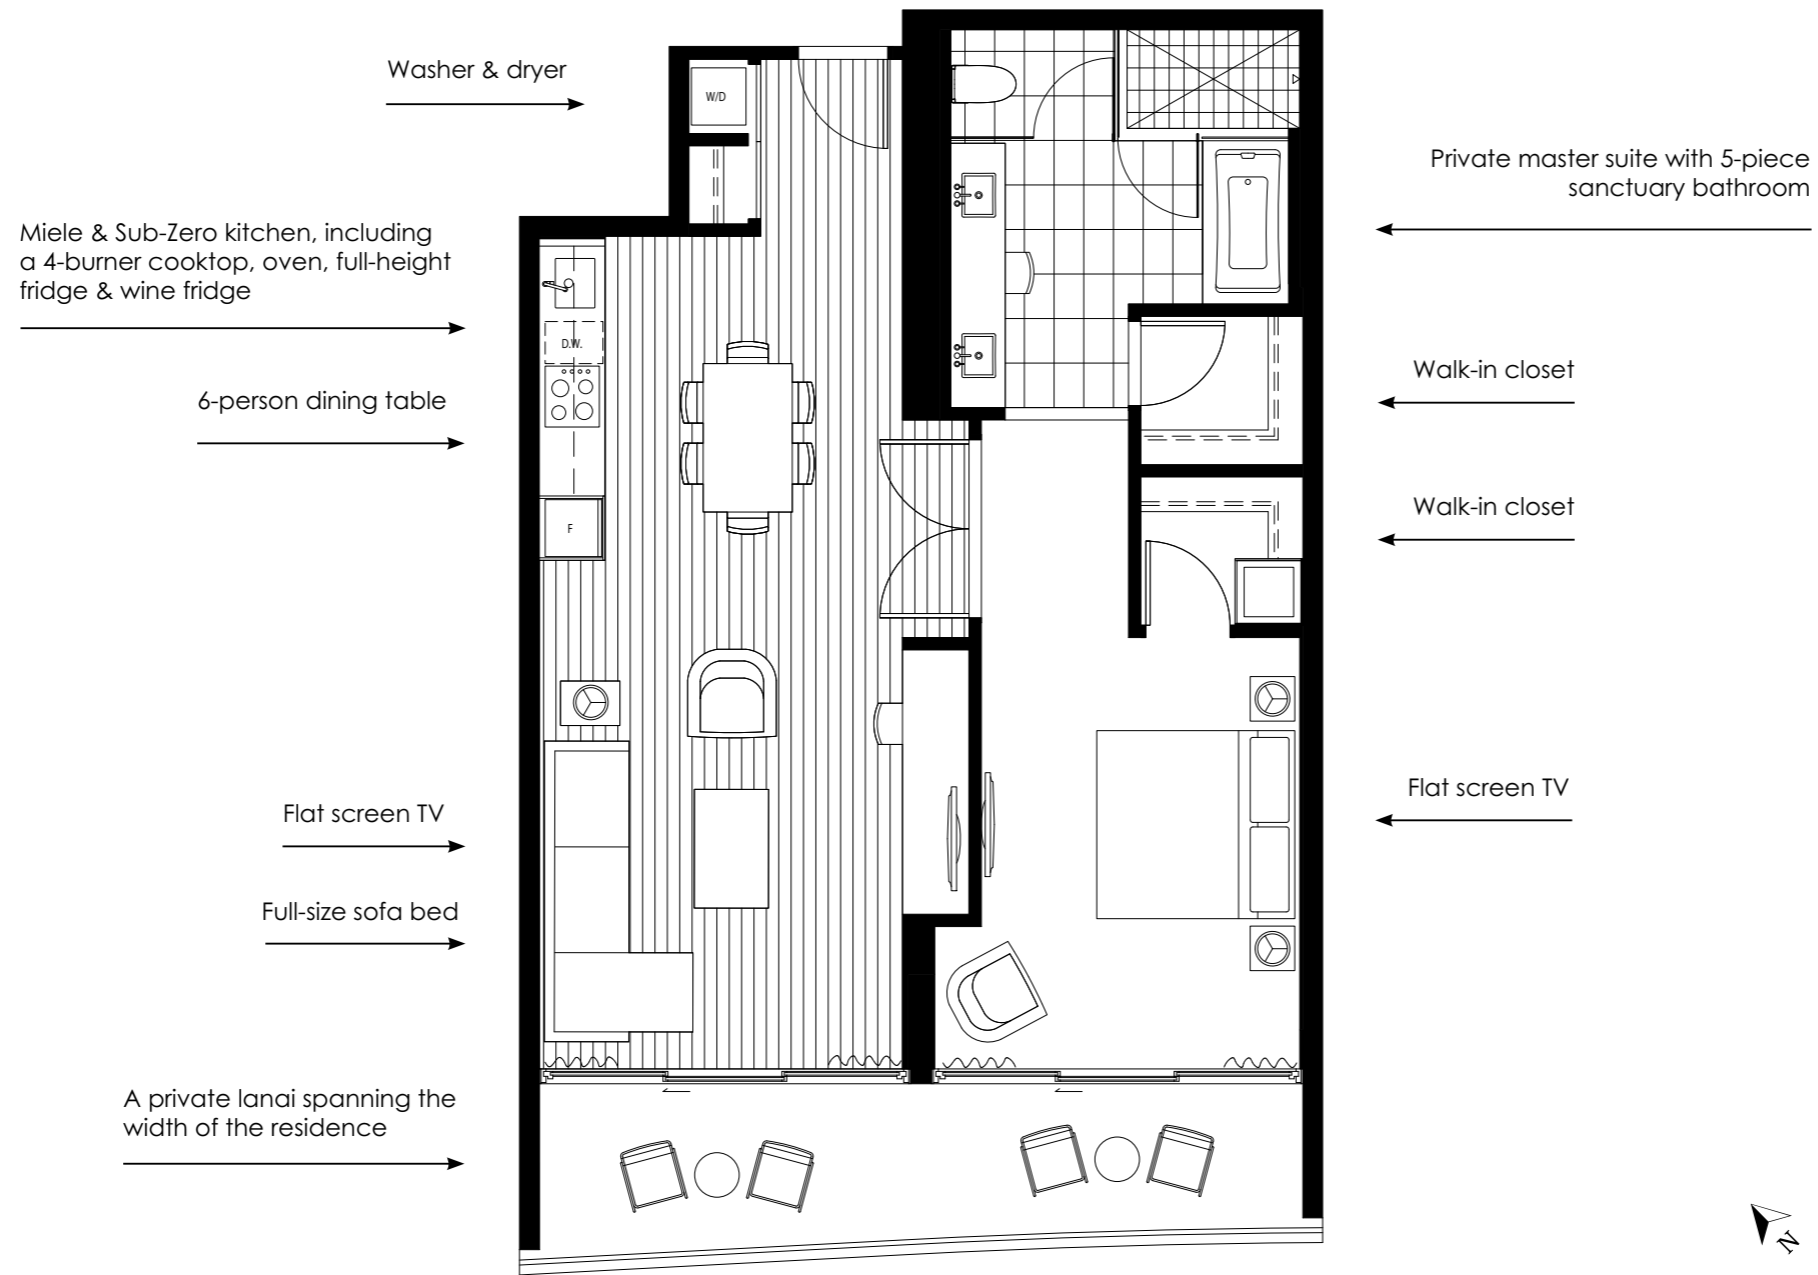 Washer & dryer
W/D
Private master suite with 5-piece
sanctuary bathroom
Miele & Sub-Zero kitchen, including
a 4-burner cooktop, oven, full-height
fridge & wine fridge
D.W.
Walk-in closet
6-person dining table
Walk-in closet
F
Flat screen TV
Flat screen TV
Full-size sofa bed
A private lanai spanning the
width of the residence
N